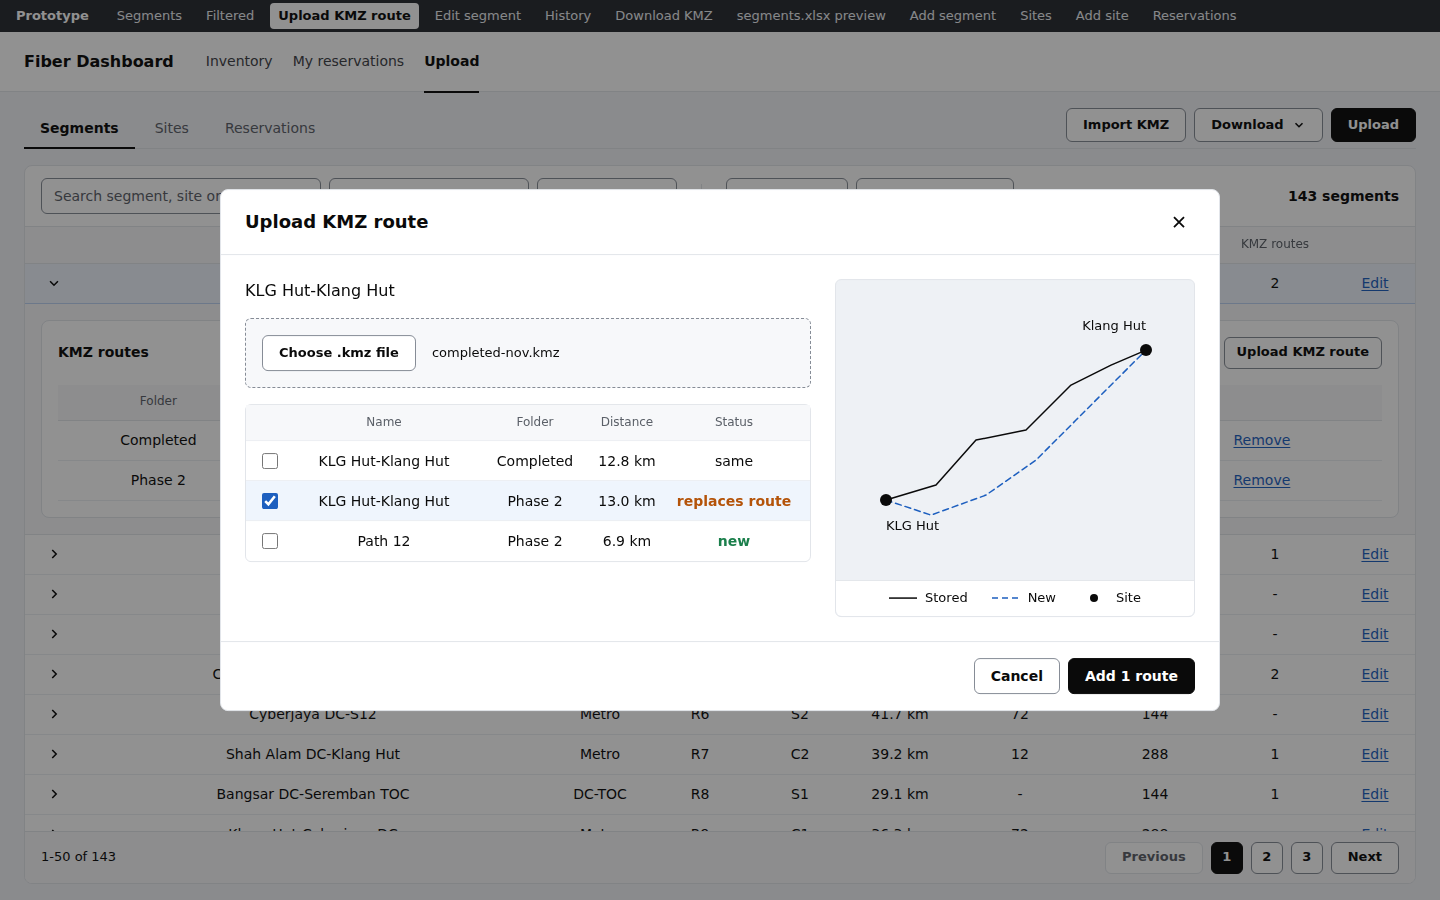 Prototype Segments Filtered Upload KMZ route Edit segment History Download KMZ segments.xlsx preview Add segment Sites Add site Reservations
Fiber Dashboard Inventory My reservations Upload
Segments Sites Reservations Import KMZ Download Upload
Search segment, site or 143 segments
KMZ routes
2 Edit
Upload KMZ route
KLG Hut-Klang Hut
Choose .kmz file completed-nov.kmz
Name Folder Distance Status
KLG Hut-Klang Hut Completed 12.8 km same
KLG Hut-Klang Hut Phase 2 13.0 km replaces route
Path 12 Phase 2 6.9 km new
Klang Hut
KLG Hut
Stored New Site
Cancel Add 1 route
KMZ routes Upload KMZ route
Folder
Completed Remove
Phase 2 Remove
1 Edit
- Edit
- Edit
2 Edit
Cyberjaya DC-S12 Metro R6 S2 41.7 km 72 144 - Edit
Shah Alam DC-Klang Hut Metro R7 C2 39.2 km 12 288 1 Edit
Bangsar DC-Seremban TOC DC-TOC R8 S1 29.1 km - 144 1 Edit
1-50 of 143 Previous 1 2 3 Next